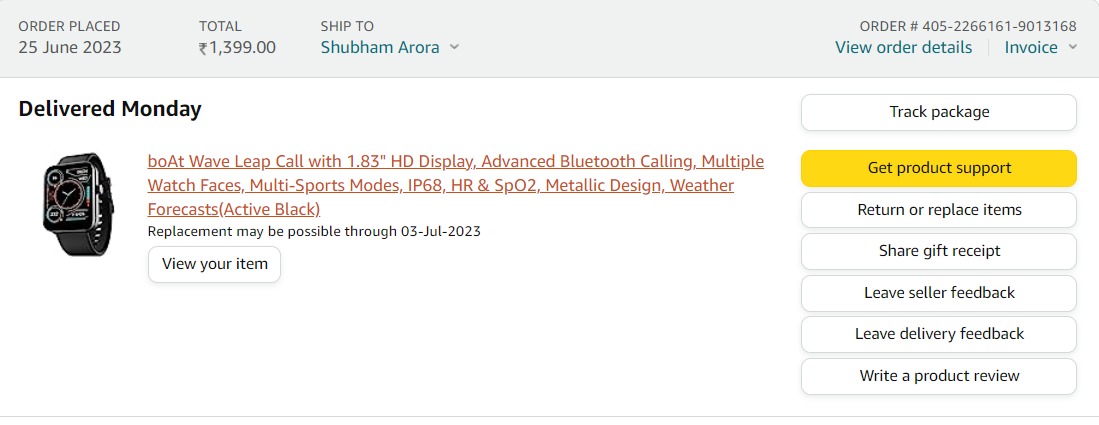 ORDER PLACED
25 June 2023
TOTAL
₹1,399.00
SHIP TO
Shubham Arora
ORDER # 405-2266161-9013168
View order details
Invoice
Delivered Monday
boAt Wave Leap Call with 1.83" HD Display, Advanced Bluetooth Calling, Multiple
Watch Faces, Multi-Sports Modes, IP68, HR & SpO2, Metallic Design, Weather
Forecasts(Active Black)
Replacement may be possible through 03-Jul-2023
View your item
Track package
Get product support
Return or replace items
Share gift receipt
Leave seller feedback
Leave delivery feedback
Write a product review